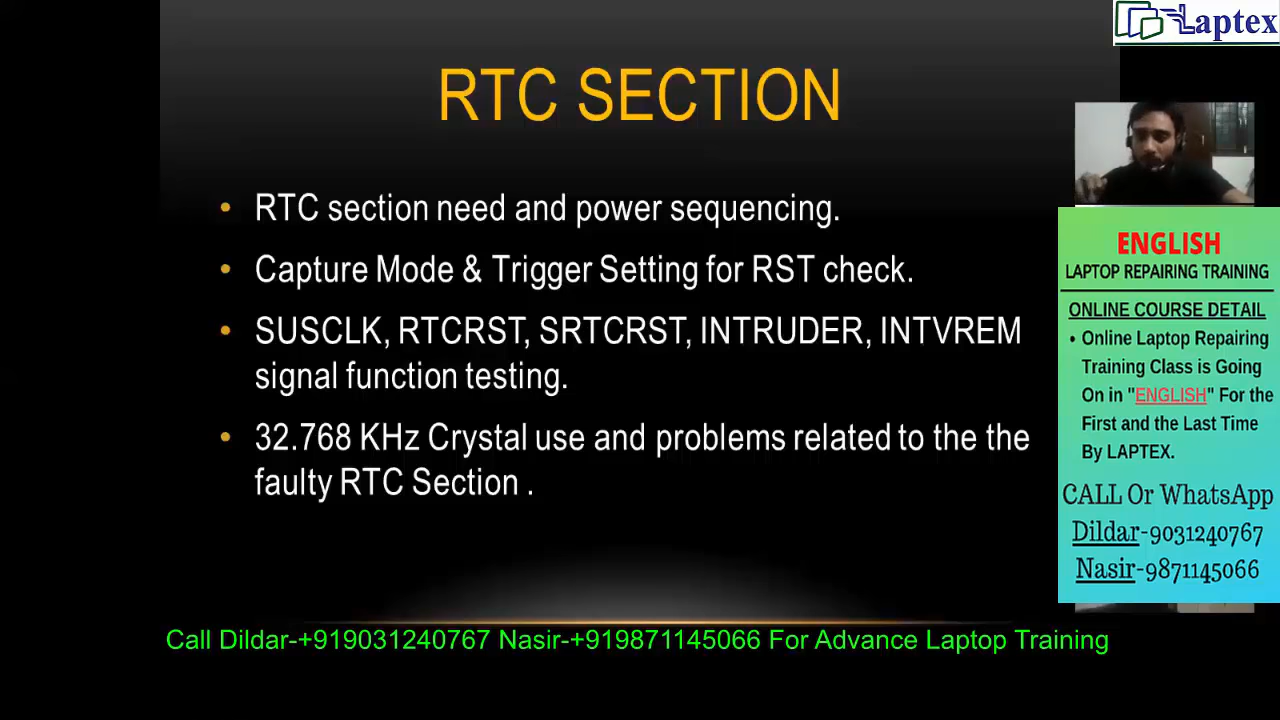 Laptex
RTC SECTION
• RTC section need and power sequencing.
• Capture Mode & Trigger Setting for RST check.
• SUSCLK, RTCRST, SRTCRST, INTRUDER, INTVREM
signal function testing.
• 32.768 KHz Crystal use and problems related to the the
faulty RTC Section .
ENGLISH
LAPTOP REPAIRING TRAINING
ONLINE COURSE DETAIL
• Online Laptop Repairing
Training Class is Going
On in "ENGLISH" For the
First and the Last Time
By LAPTEX.
CALL Or WhatsApp
Dildar-9031240767
Nasir-9871145066
Call Dildar-+919031240767 Nasir-+919871145066 For Advance Laptop Training